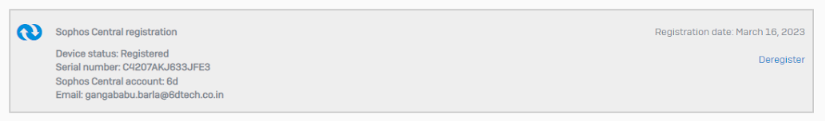 Sophos Central registration
Registration date: March 16, 2023
Device status: Registered
Deregister
Serial number: C4207AKJ633JFE3
Sophos Central account: 6d
Email: gangababu.barla@6dtech.co.in